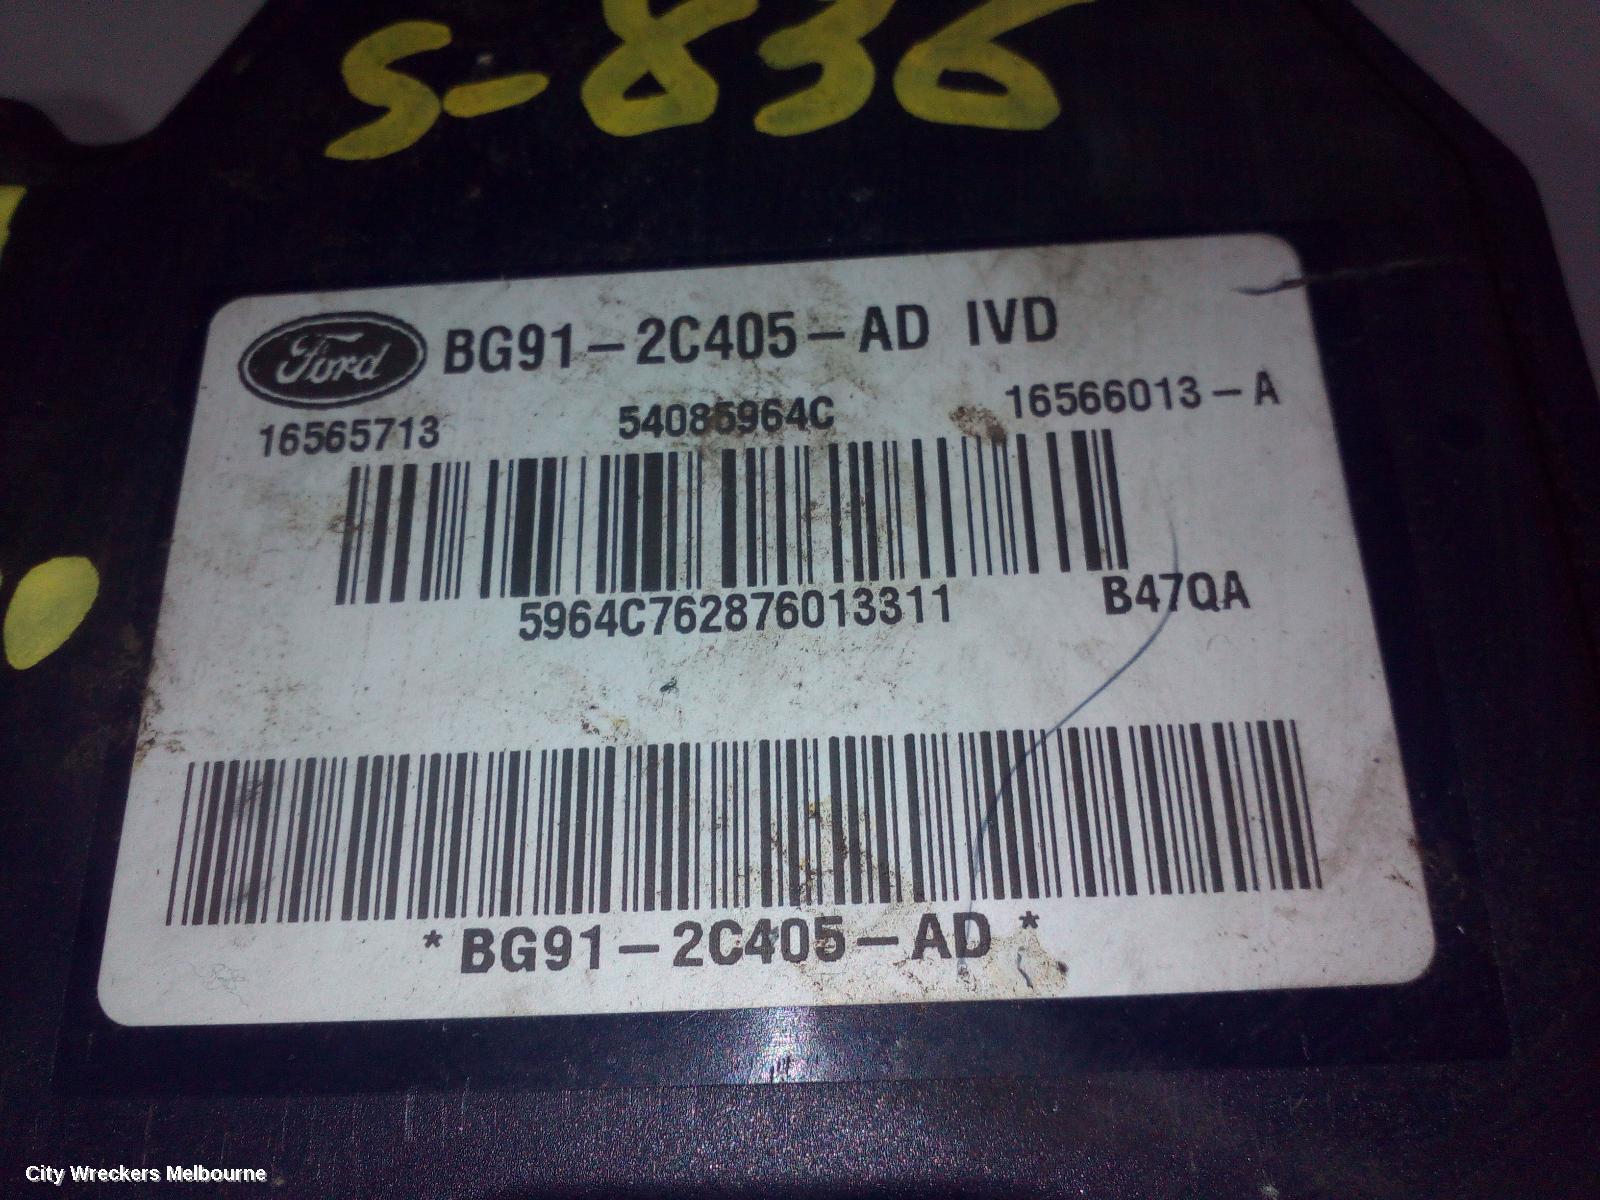 S-836
Ford BG91-2C405-AD IVD
16565713 54085964C 16566013-A
5964C762876013311 B47QA
*BG91-2C405-AD*
City Wreckers Melbourne